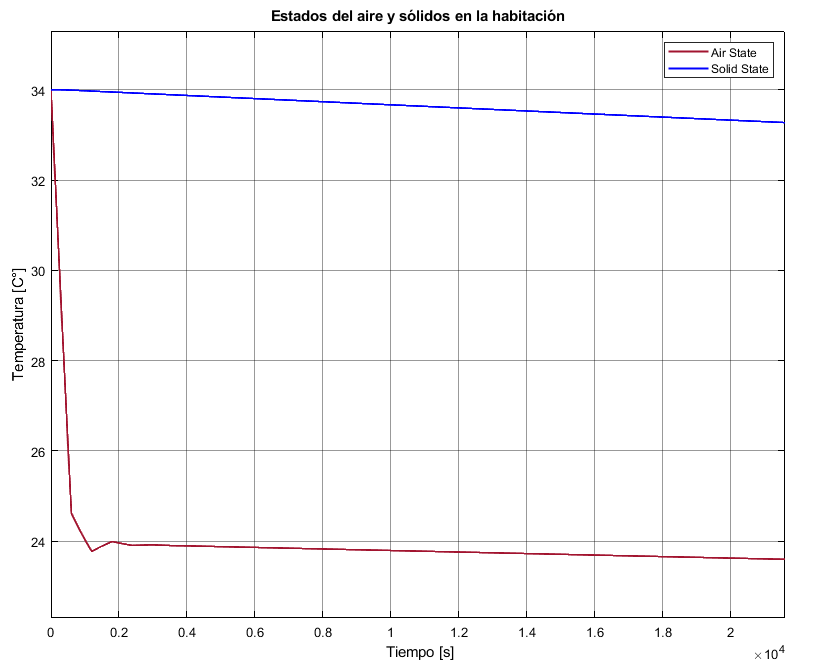 Estados del aire y sólidos en la habitación
Air State
Solid State
Temperatura [C°]
34
32
30
28
26
24
0 0.2 0.4 0.6 0.8 1 1.2 1.4 1.6 1.8 2
×10⁴
Tiempo [s]